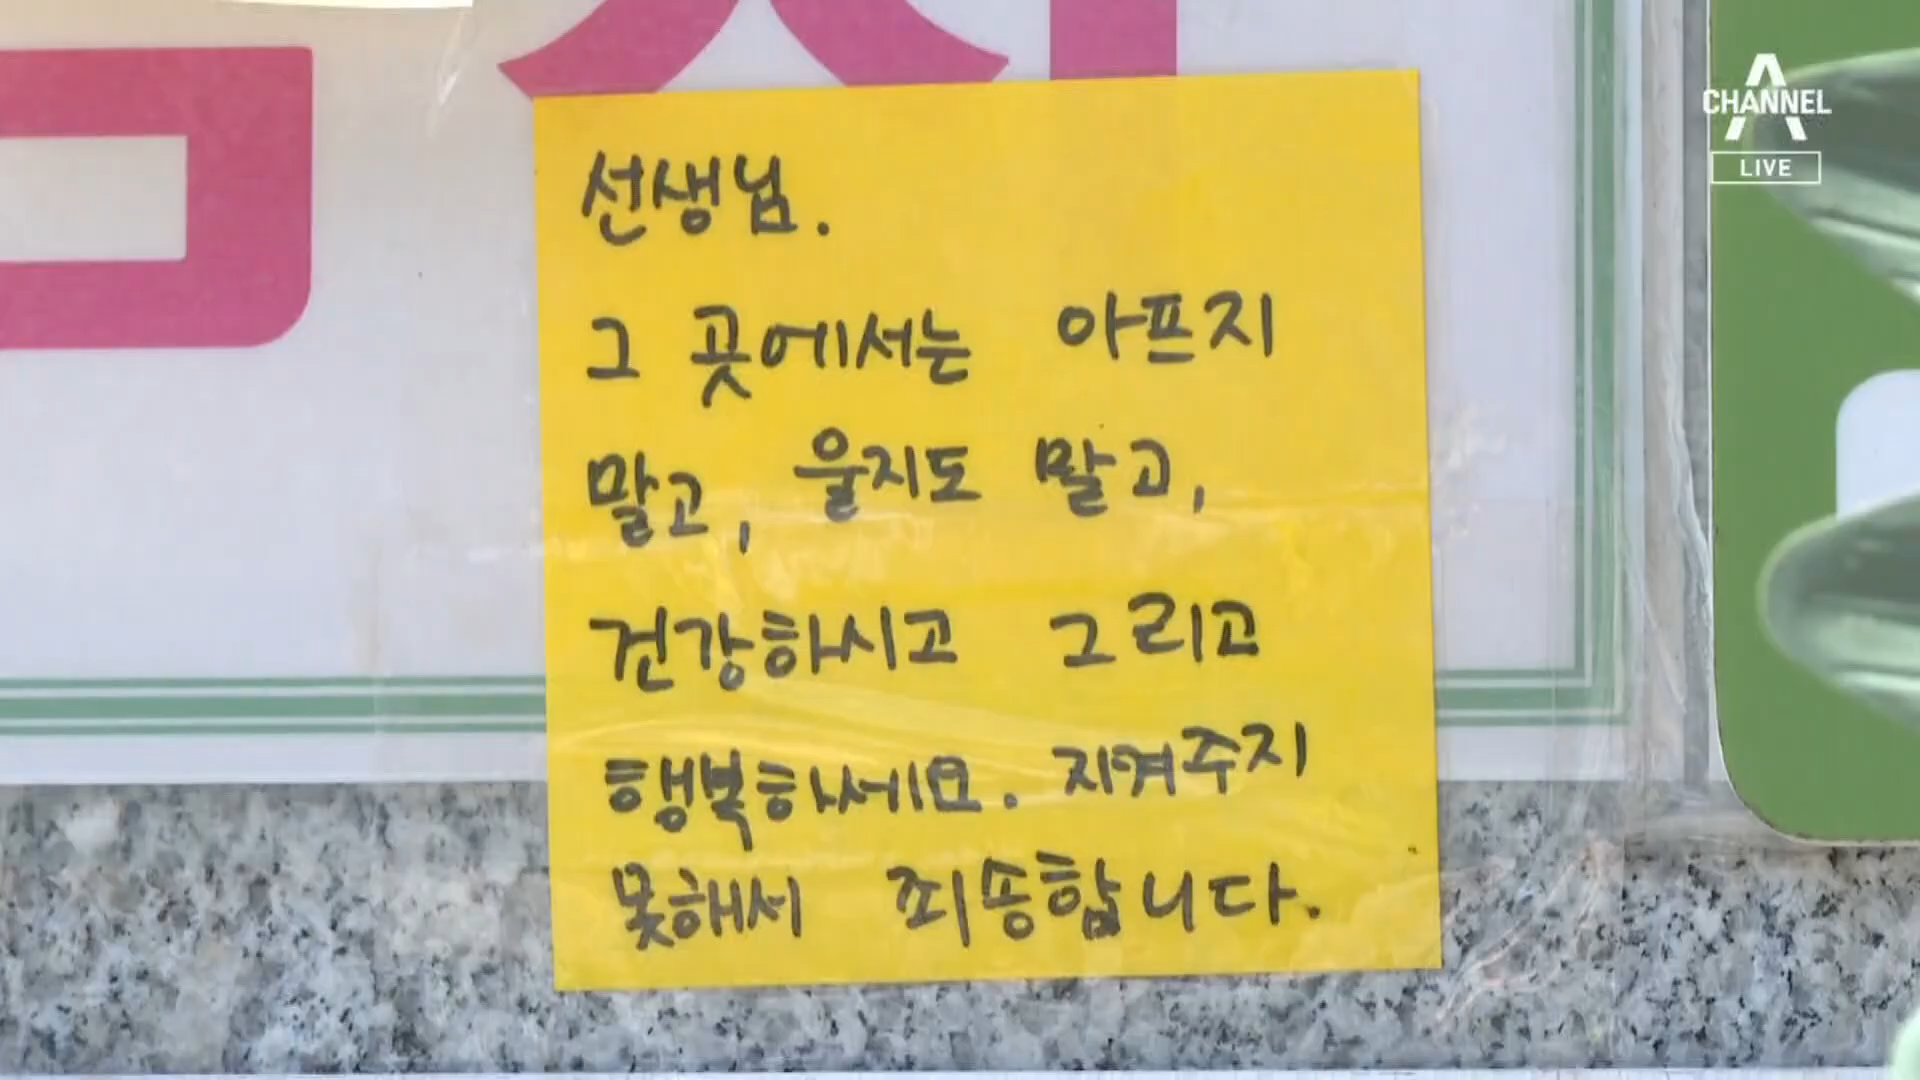 선생님.
그 곳에서는 아프지
말고, 울지도 말고,
건강하시고 그리고
행복하세요. 지켜주지
못해서 죄송합니다.
CHANNEL A
LIVE